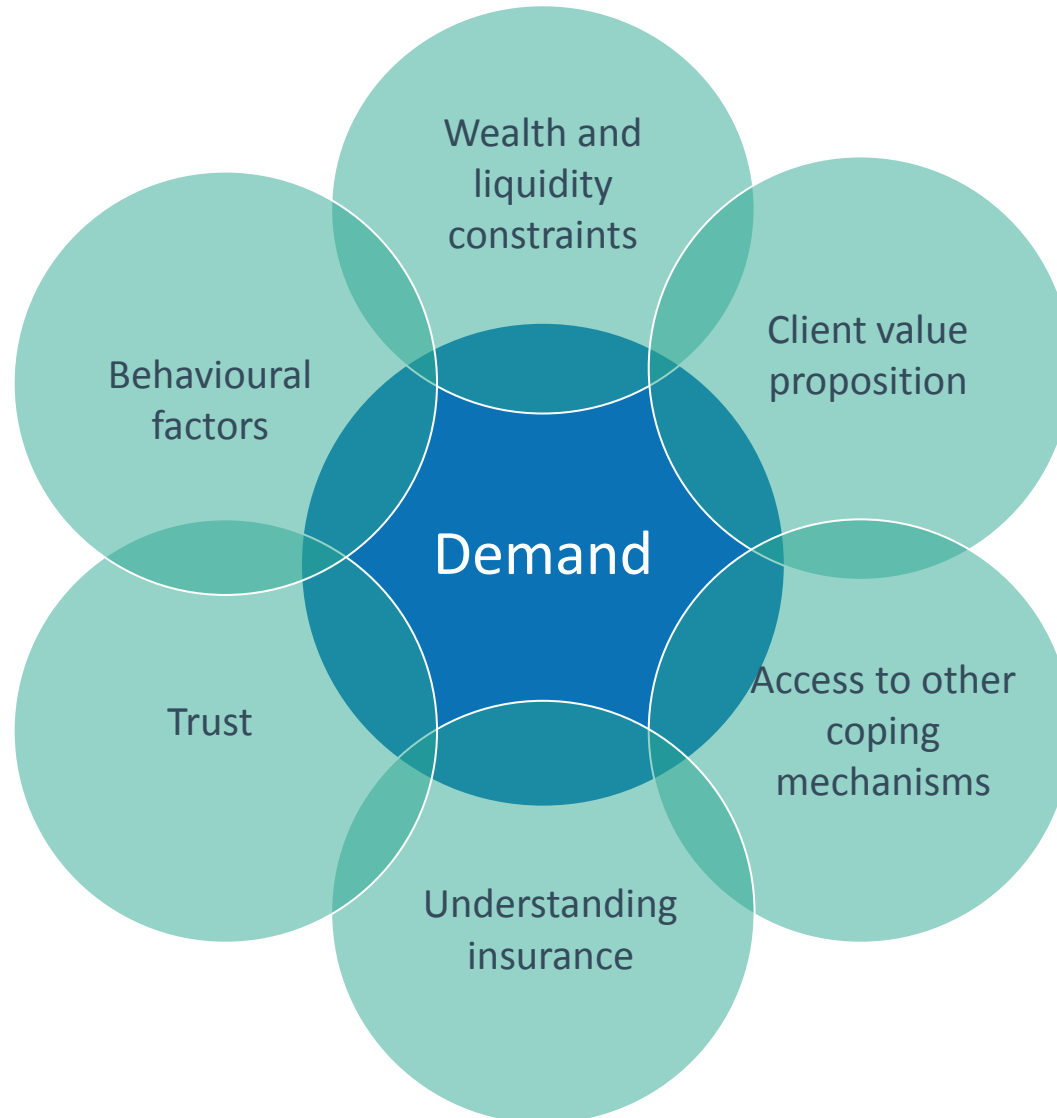 Wealth and
liquidity
constraints
Client value
proposition
Behavioural
factors
Demand
Access to other
coping
mechanisms
Trust
Understanding
insurance